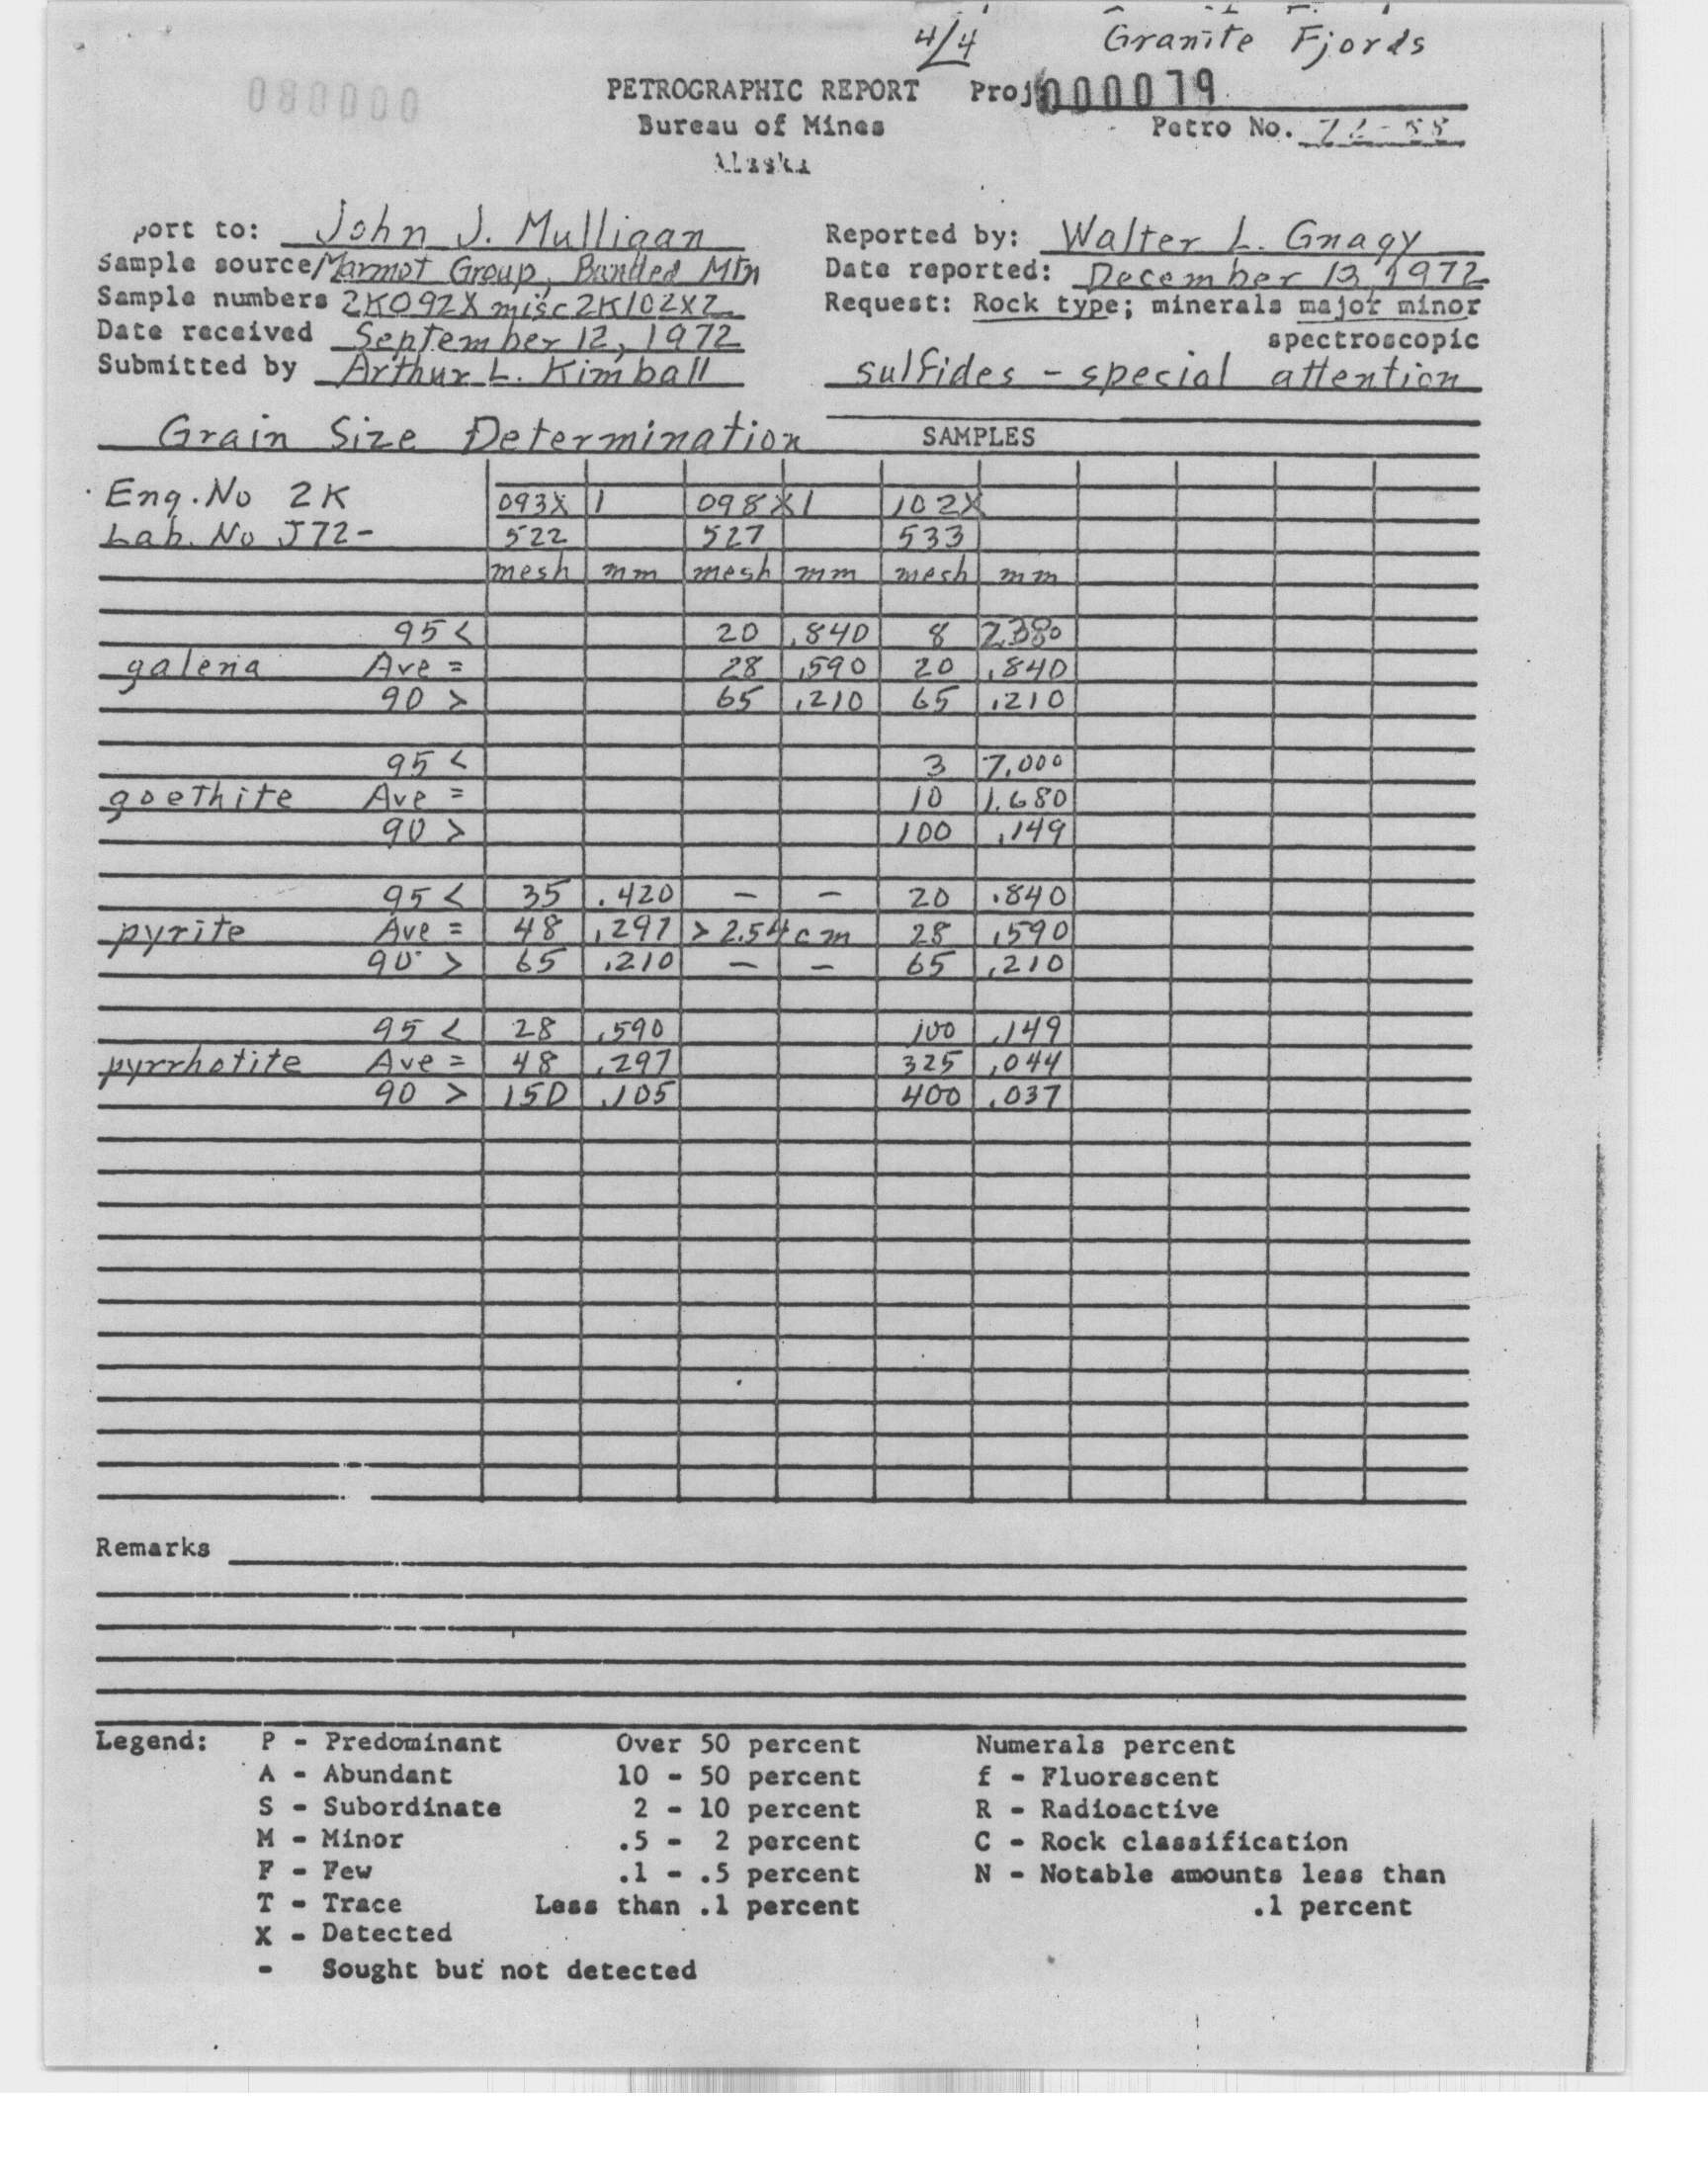 4/4 Granite Fjords
000080
PETROGRAPHIC REPORT Proj 000079
Bureau of Mines Petro No. 72-
Alaska
port to: John J. Mulligan Reported by: Walter L. Gnagy
Sample source Marmot Group, Banded Mtn Date reported: December 13, 1972
Sample numbers 2K092X misc 2K102X2 Request: Rock type; minerals major minor
Date received September 12, 1972 spectroscopic
Submitted by Arthur L. Kimball sulfides - special attention
Grain Size Determination SAMPLES
Eng. No 2K 093X 1 098X1 102X
Lab. No J72- 522 527 533
mesh mm mesh mm mesh mm
95 < 20 .840 8 2.380
galena Ave = 28 .590 20 .840
90 > 65 .210 65 .210
95 < 3 7.000
goethite Ave = 10 1.680
90 > 100 .149
95 < 35 .420 - - 20 .840
pyrite Ave = 48 .297 > 2.54 cm 28 .590
90 > 65 .210 - - 65 .210
95 < 28 .590 100 .149
pyrrhotite Ave = 48 .297 325 .044
90 > 150 .105 400 .037
Remarks
Legend: P - Predominant Over 50 percent Numerals percent
A - Abundant 10 - 50 percent f - Fluorescent
S - Subordinate 2 - 10 percent R - Radioactive
M - Minor .5 - 2 percent C - Rock classification
F - Few .1 - .5 percent N - Notable amounts less than
T - Trace Less than .1 percent .1 percent
X - Detected
- Sought but not detected